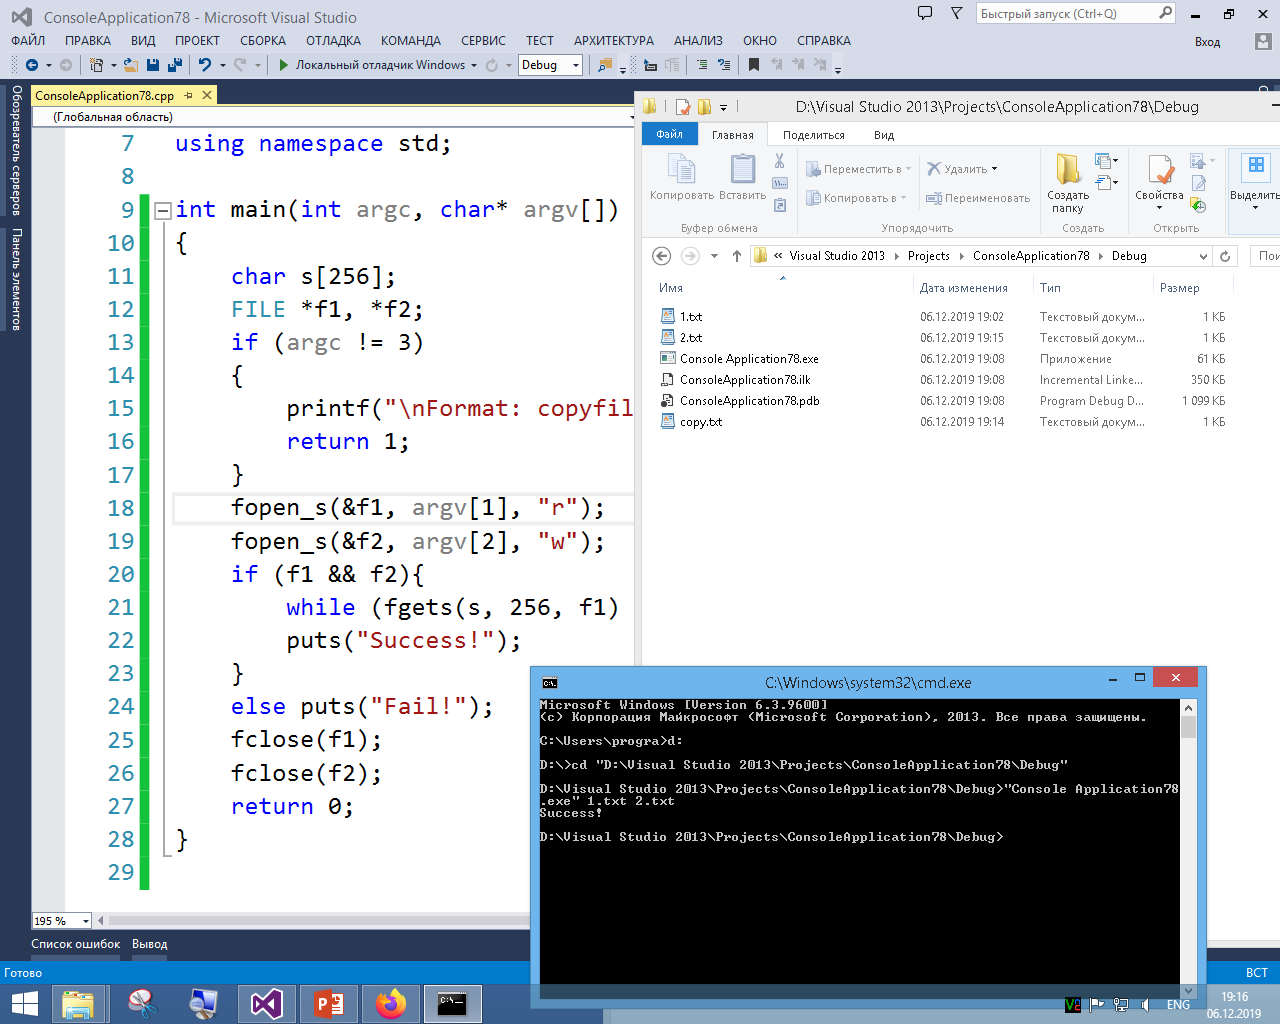 ConsoleApplication78 - Microsoft Visual Studio
Быстрый запуск (Ctrl+Q)
ФАЙЛ ПРАВКА ВИД ПРОЕКТ СБОРКА ОТЛАДКА КОМАНДА СЕРВИС ТЕСТ АРХИТЕКТУРА АНАЛИЗ ОКНО СПРАВКА Вход
Локальный отладчик Windows Debug
Обозреватель серверов
Панель элементов
ConsoleApplication78.cpp
(Глобальная область)
7 using namespace std;
8
9 int main(int argc, char* argv[])
10 {
11 char s[256];
12 FILE *f1, *f2;
13 if (argc != 3)
14 {
15 printf("\nFormat: copyfil
16 return 1;
17 }
18 fopen_s(&f1, argv[1], "r");
19 fopen_s(&f2, argv[2], "w");
20 if (f1 && f2){
21 while (fgets(s, 256, f1)
22 puts("Success!");
23 }
24 else puts("Fail!");
25 fclose(f1);
26 fclose(f2);
27 return 0;
28 }
29
195 %
Список ошибок Вывод
Готово
ВСТ
D:\Visual Studio 2013\Projects\ConsoleApplication78\Debug
Файл Главная Поделиться Вид
Копировать Вставить
Переместить в
Копировать в
Удалить
Переименовать
Создать папку
Свойства
Выделить
Буфер обмена Упорядочить Создать Открыть
« Visual Studio 2013 Projects ConsoleApplication78 Debug
Пои
Имя Дата изменения Тип Размер
1.txt 06.12.2019 19:02 Текстовый докум... 1 КБ
2.txt 06.12.2019 19:15 Текстовый докум... 1 КБ
Console Application78.exe 06.12.2019 19:08 Приложение 61 КБ
ConsoleApplication78.ilk 06.12.2019 19:08 Incremental Linke... 350 КБ
ConsoleApplication78.pdb 06.12.2019 19:08 Program Debug D... 1 099 КБ
copy.txt 06.12.2019 19:14 Текстовый докум... 1 КБ
C:\Windows\system32\cmd.exe
Microsoft Windows [Version 6.3.9600]
(c) Корпорация Майкрософт (Microsoft Corporation), 2013. Все права защищены.
C:\Users\progra>d:
D:\>cd "D:\Visual Studio 2013\Projects\ConsoleApplication78\Debug"
D:\Visual Studio 2013\Projects\ConsoleApplication78\Debug>"Console Application78
.exe" 1.txt 2.txt
Success!
D:\Visual Studio 2013\Projects\ConsoleApplication78\Debug>
ENG
19:16
06.12.2019